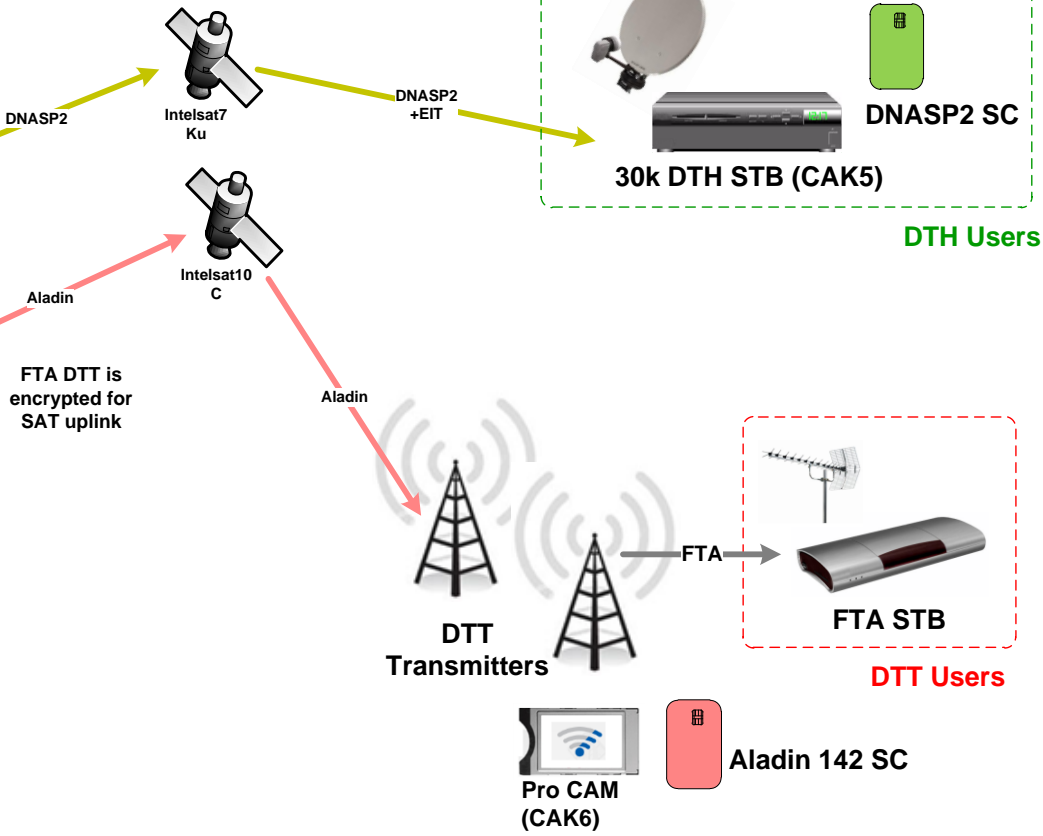 DNASP2
Intelsat7
Ku
DNASP2
+EIT
DNASP2 SC
30k DTH STB (CAK5)
DTH Users
Aladin
Intelsat10
C
FTA DTT is
encrypted for
SAT uplink
Aladin
FTA
FTA STB
DTT Users
DTT
Transmitters
Pro CAM
(CAK6)
Aladin 142 SC